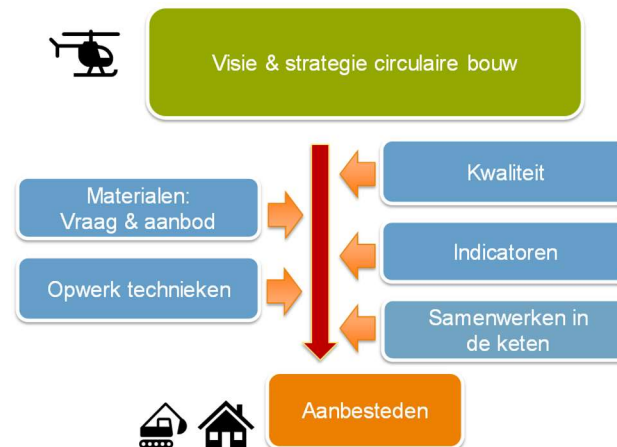 Visie & strategie circulaire bouw
Kwaliteit
Materialen:
Vraag & aanbod
Indicatoren
Opwerk technieken
Samenwerken in
de keten
Aanbesteden